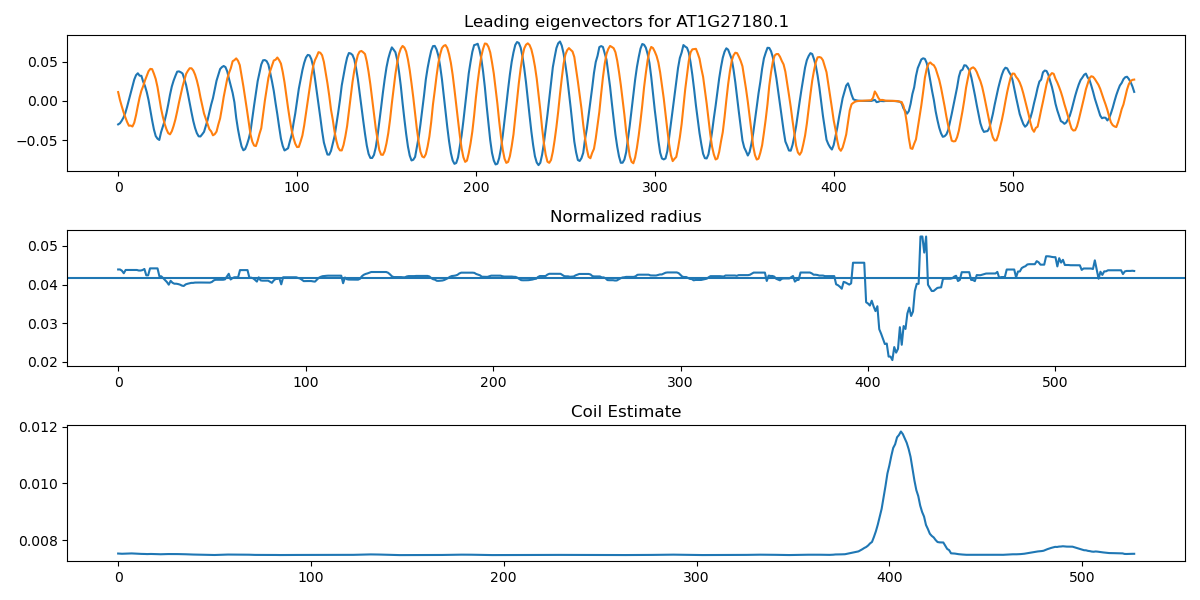 Leading eigenvectors for AT1G27180.1
0.05
0.00
−0.05
0 100 200 300 400 500
Normalized radius
0.05
0.04
0.03
0.02
0 100 200 300 400 500
Coil Estimate
0.012
0.010
0.008
0 100 200 300 400 500